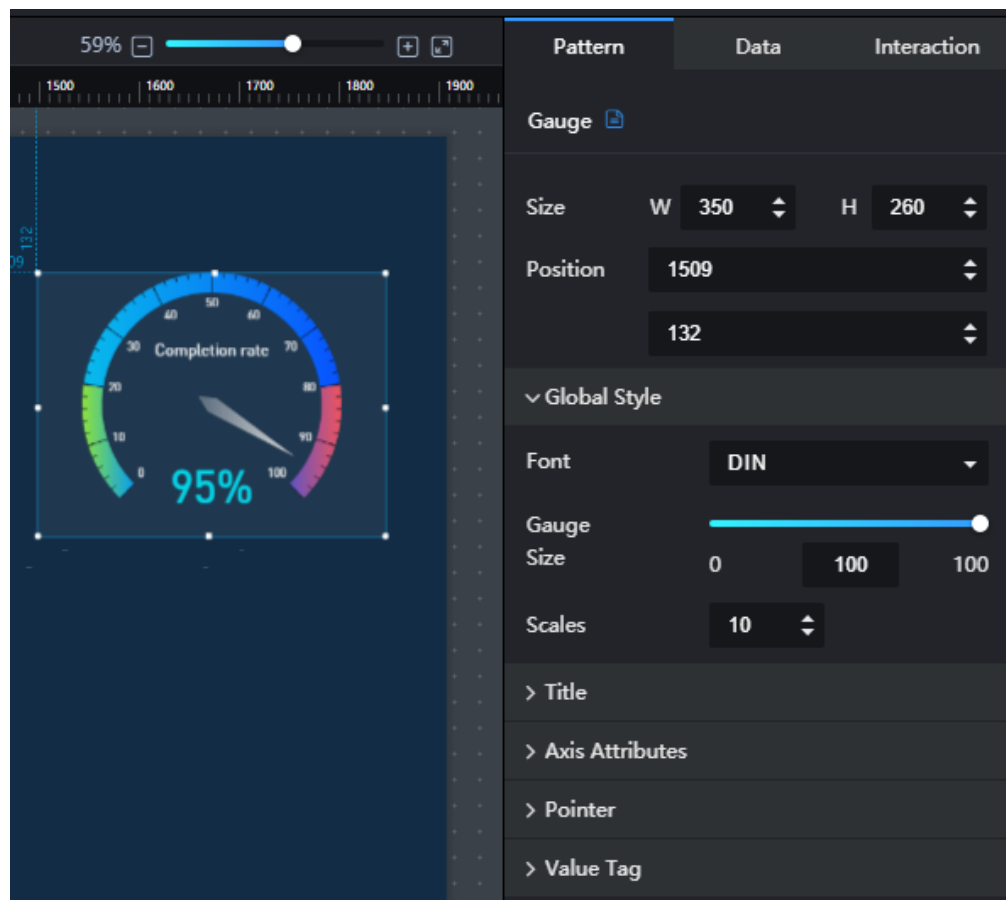 59%
Pattern Data Interaction
1500 1600 1700 1800 1900
Gauge
Size W 350 H 260
132
09
Position 1509
132
50
40 60
30 Completion rate 70
20 80
10 90
0 95% 100
Global Style
Font DIN
Gauge
Size
0 100 100
Scales 10
Title
Axis Attributes
Pointer
Value Tag